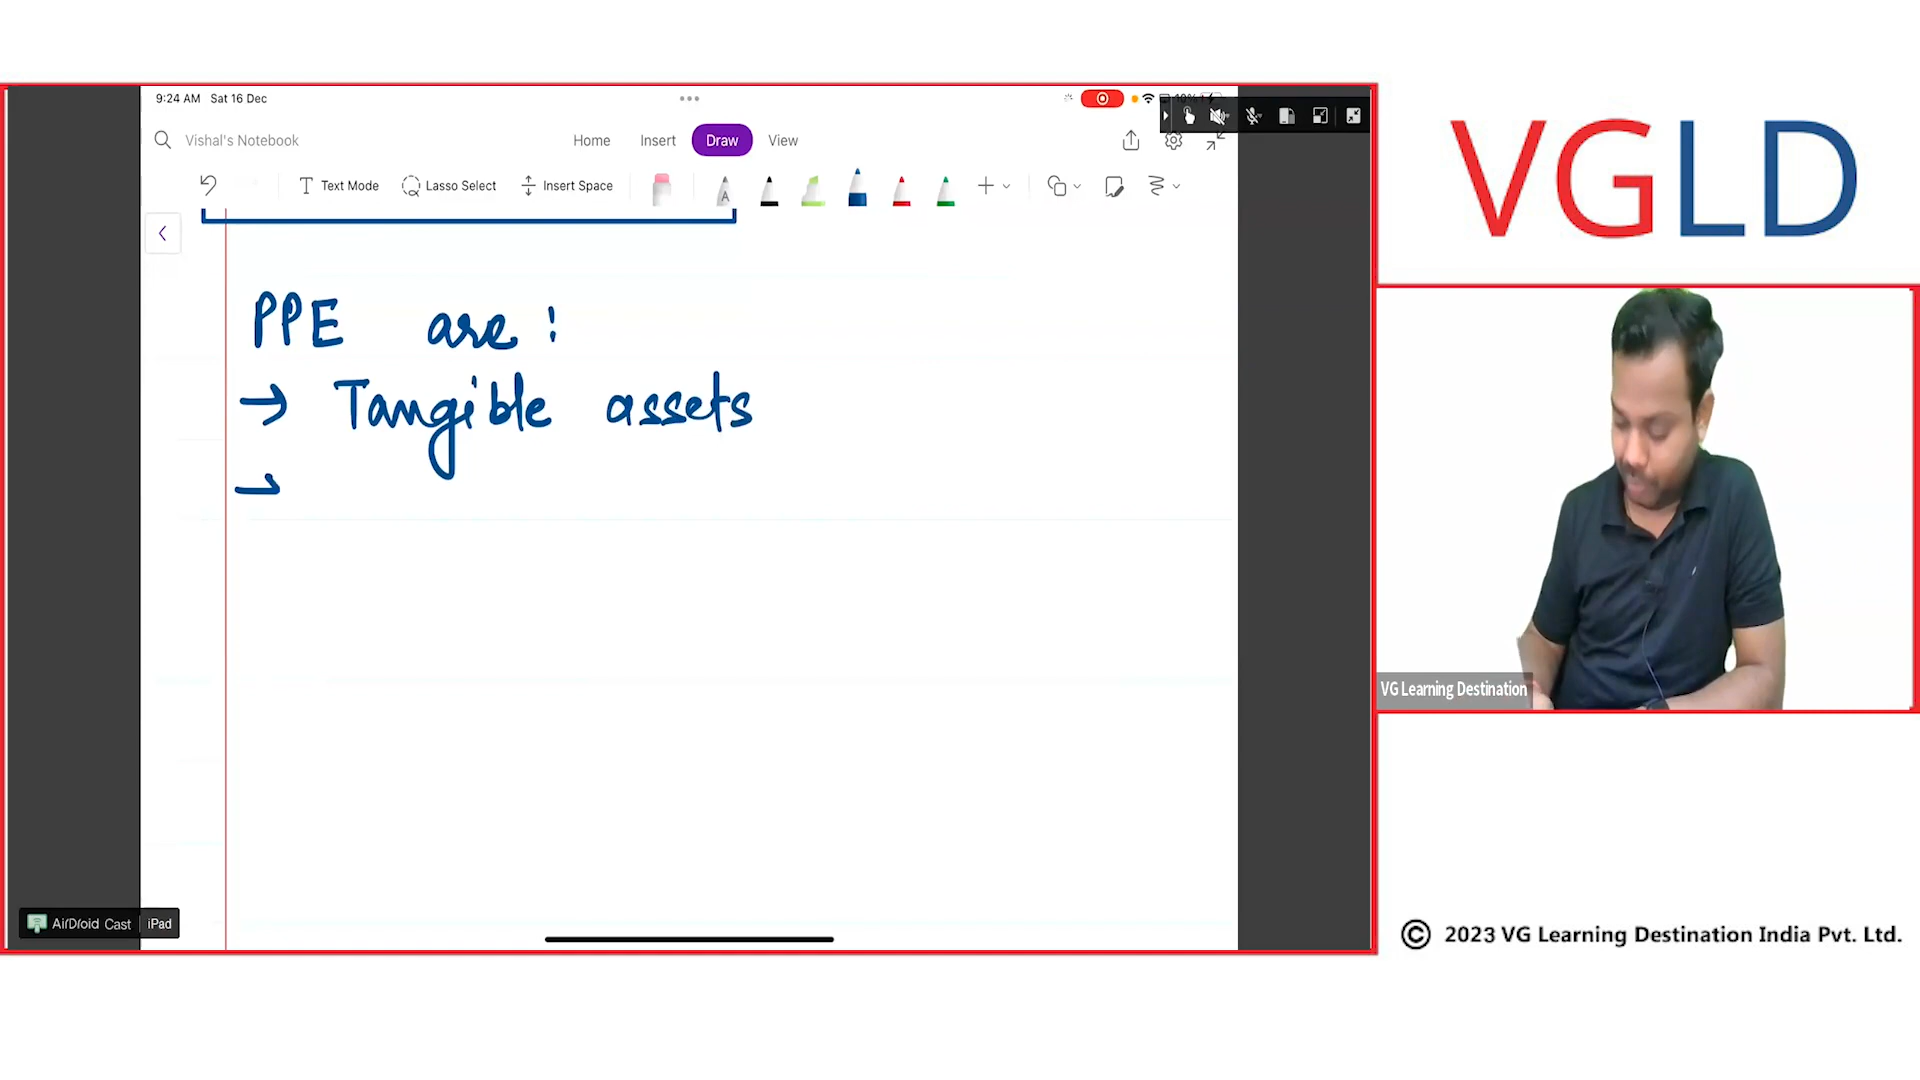 9:24 AM Sat 16 Dec
10%
VGLD
Vishal's Notebook
Home Insert Draw View
Text Mode Lasso Select Insert Space
A
PPE are:
→ Tangible assets
→
VG Learning Destination
AirDroid Cast iPad
© 2023 VG Learning Destination India Pvt. Ltd.